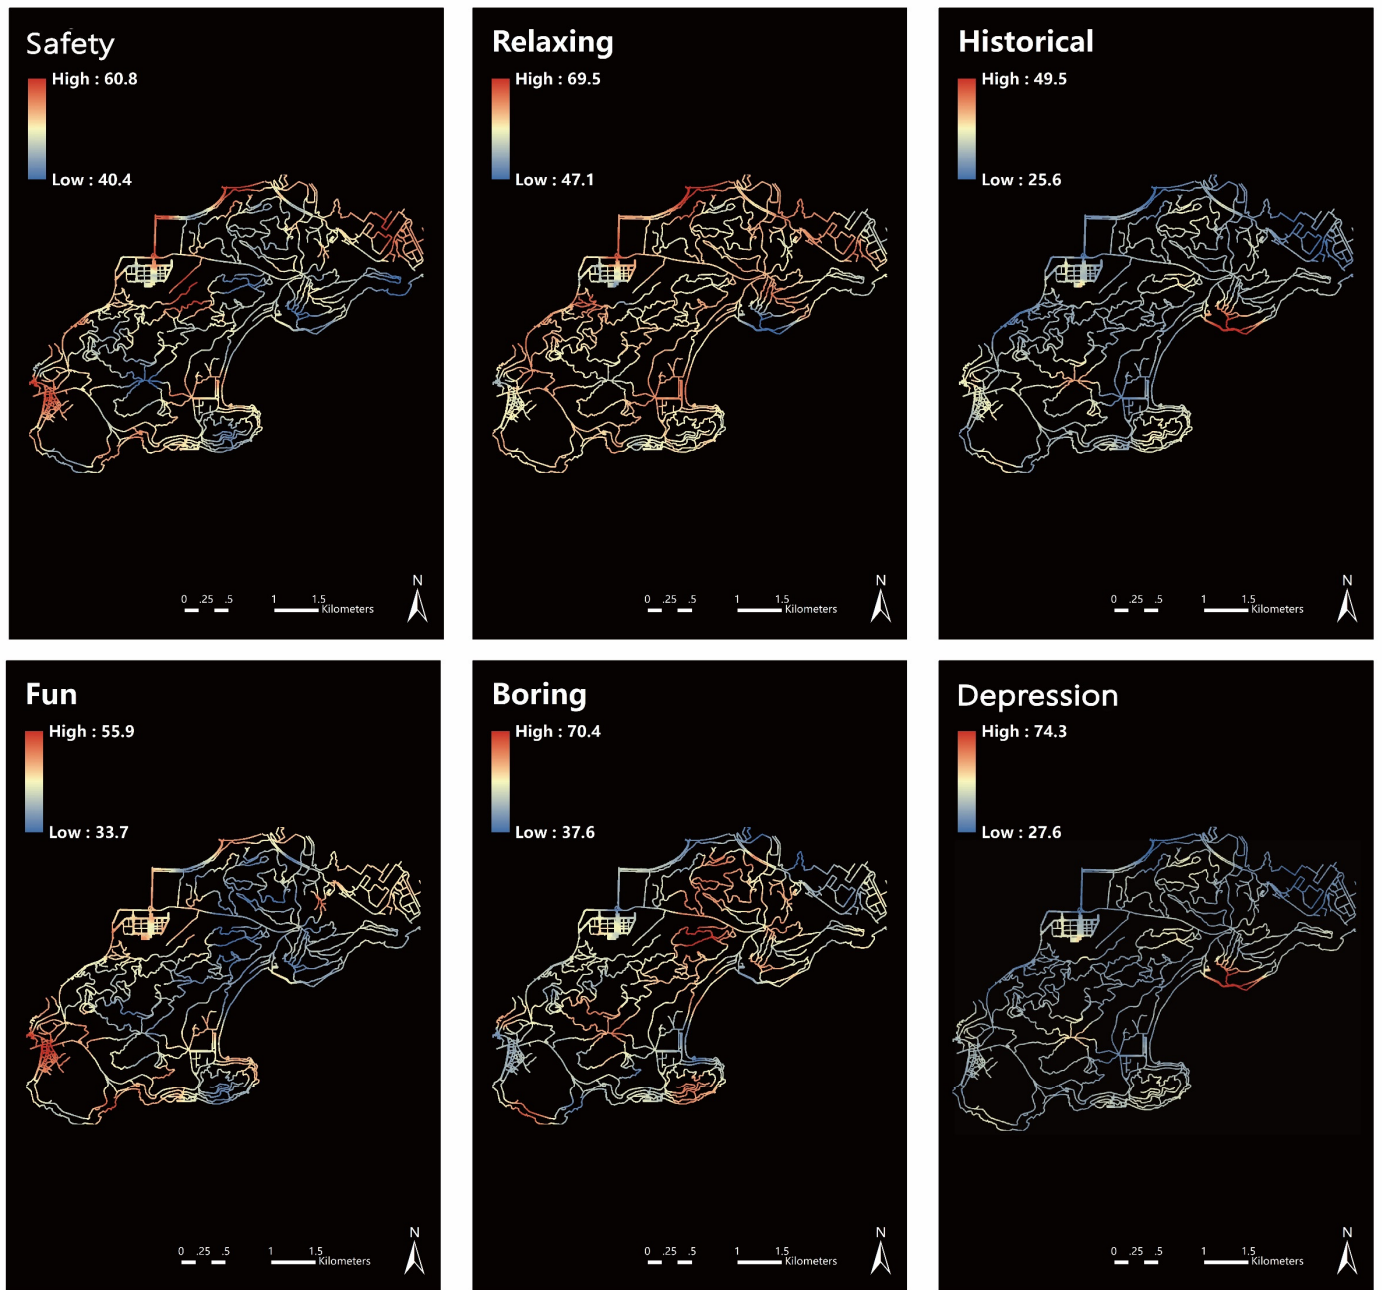 Safety
High : 60.8
Low : 40.4
N
0 .25 .5 1 1.5
Kilometers
Relaxing
High : 69.5
Low : 47.1
N
0 .25 .5 1 1.5
Kilometers
Historical
High : 49.5
Low : 25.6
N
0 .25 .5 1 1.5
Kilometers
Fun
High : 55.9
Low : 33.7
N
0 .25 .5 1 1.5
Kilometers
Boring
High : 70.4
Low : 37.6
N
0 .25 .5 1 1.5
Kilometers
Depression
High : 74.3
Low : 27.6
N
0 .25 .5 1 1.5
Kilometers